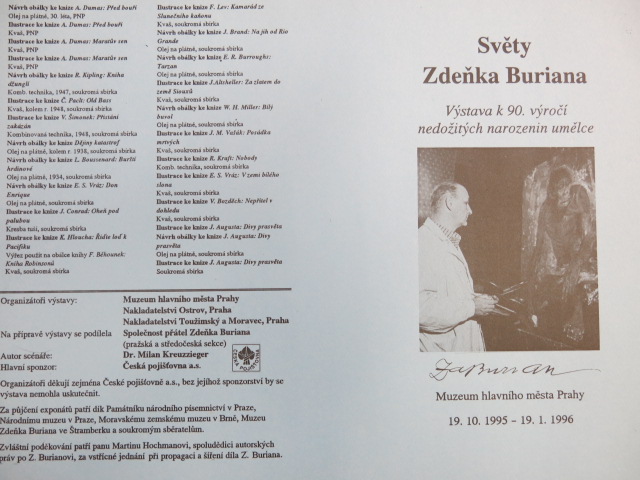 Návrh obálky ke knize A. Dumas: Před bouří
Olej na plátně, 30. léta, PNP
Ilustrace ke knize A. Dumas: Před bouří
Kvaš, PNP
Ilustrace ke knize A. Dumas: Maratův sen
Kvaš, PNP
Ilustrace ke knize A. Dumas: Maratův sen
Kvaš, PNP
Návrh obálky ke knize R. Kipling: Kniha
džunglí
Komb. technika, 1947, soukromá sbírka
Ilustrace ke knize Č. Paclt: Old Bass
Kvaš, kolem r. 1948, soukromá sbírka
Ilustrace ke knize V. Šimonek: Přistání
zakázán
Kombinovaná technika, 1948, soukromá sbírka
Návrh obálky ke knize Dějiny katastrof
Olej na plátně, kolem r. 1938, soukromá sbírka
Návrh obálky ke knize L. Boussenard: Buršti
hrdinové
Olej na plátně, 1934, soukromá sbírka
Návrh obálky ke knize E. S. Vráz: Don
Enrique
Olej na plátně, soukromá sbírka
Ilustrace ke knize J. Conrad: Oheň pod
palubou
Kresba tuší, soukromá sbírka
Ilustrace ke knize K. Hloucha: Řidič lodí k
Pacifiku
Výřez použit na obálce knihy F. Běhounek:
Kniha Robinsonů
Kvaš, soukromá sbírka
Ilustrace ke knize F. Lev: Kamarád ze
Slunečního kaňonu
Kvaš, soukromá sbírka
Návrh obálky ke knize J. Brand: Na jih od Rio
Grande
Olej na plátně, soukromá sbírka
Návrh obálky ke knize E. R. Burroughs:
Tarzan
Olej na plátně, soukromá sbírka
Ilustrace ke knize J.Altsheller: Za zlatem do
země Siouxů
Kvaš, soukromá sbírka
Návrh obálky ke knize W. H. Miller: Bílý
buvol
Olej na plátně, soukromá sbírka
Ilustrace ke knize J. M. Vašák: Posádka
mrtvých
Kvaš, soukromá sbírka
Ilustrace ke knize R. Kraft: Nobody
Komb. technika, soukromá sbírka
Ilustrace ke knize E. S. Vráz: V zemi bílého
slona
Kvaš, soukromá sbírka
Ilustrace ke knize V. Bezděch: Nepřítel v
dohledu
Kvaš, soukromá sbírka
Návrh obálky ke knize J. Augusta: Divy prasvěta
Kvaš, soukromá sbírka
Návrh obálky ke knize J. Augusta: Divy
prasvěta
Olej na plátně, soukromá sbírka
Ilustrace ke knize J. Augusta: Divy prasvěta
Soukromá sbírka
Organizátoři výstavy: Muzeum hlavního města Prahy
Nakladatelství Ostrov, Praha
Nakladatelství Toužimský a Moravec, Praha
Na přípravě výstavy se podílela Společnost přátel Zdeňka Buriana
(pražská a středočeská sekce)
Autor scénáře: Dr. Milan Kreuzzieger
Hlavní sponzor: Česká pojišťovna a.s.
ČESKÁ POJIŠŤOVNA
Organizátoři děkují zejména České pojišťovně a.s., bez jejíhož sponzorství by se
výstava nemohla uskutečnit.
Za půjčení exponátů patří dík Památníku národního písemnictví v Praze,
Národnímu muzeu v Praze, Moravskému zemskému muzeu v Brně, Muzeu
Zdeňka Buriana ve Štramberku a soukromým sběratelům.
Zvláštní poděkování patří panu Martinu Hochmanovi, spoludědici autorských
práv po Z. Burianovi, za vstřícné jednání při propagaci a šíření díla Z. Buriana.
Světy
Zdeňka Buriana
Výstava k 90. výročí
nedožitých narozenin umělce
Z. Burian
Muzeum hlavního města Prahy
19. 10. 1995 – 19. 1. 1996